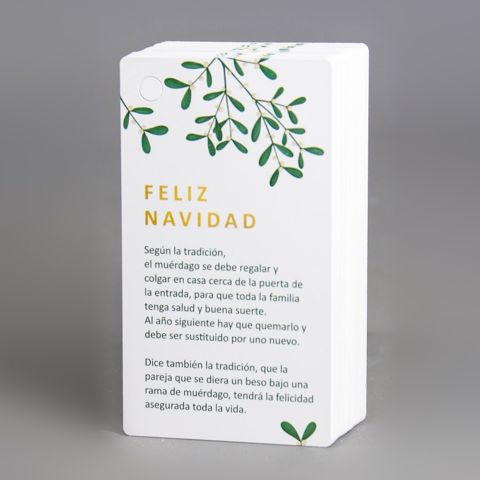 FELIZ
NAVIDAD
Según la tradición,
el muérdago se debe regalar y
colgar en casa cerca de la puerta de
la entrada, para que toda la familia
tenga salud y buena suerte.
Al año siguiente hay que quemarlo y
debe ser sustituido por uno nuevo.
Dice también la tradición, que la
pareja que se diera un beso bajo una
rama de muérdago, tendrá la felicidad
asegurada toda la vida.